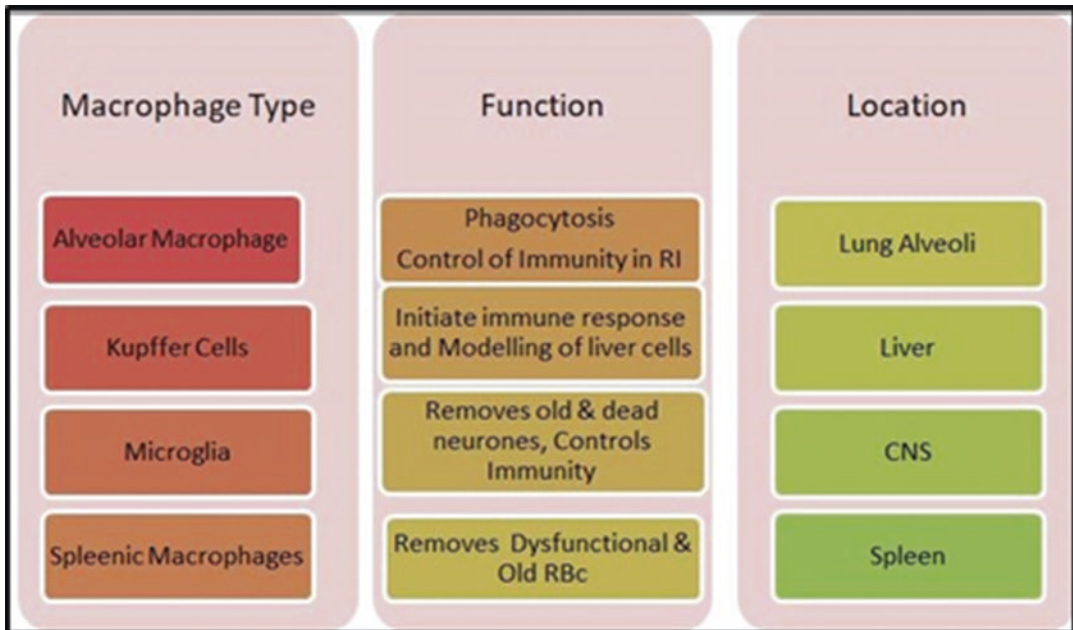 Macrophage Type
Function
Location
Alveolar Macrophage
Phagocytosis
Control of Immunity in RI
Lung Alveoli
Kupffer Cells
Initiate immune response
and Modelling of liver cells
Liver
Microglia
Removes old & dead
neurones, Controls
Immunity
CNS
Spleenic Macrophages
Removes Dysfunctional &
Old RBc
Spleen